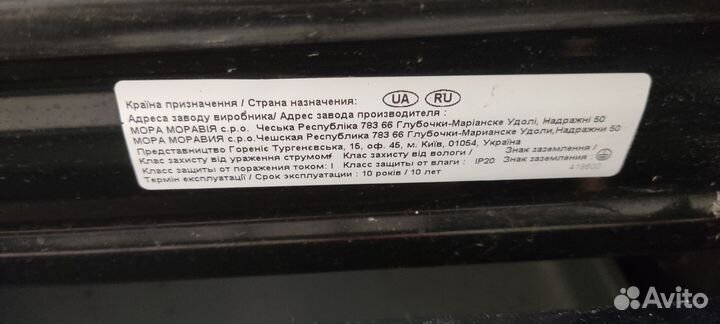 Країна призначення / Страна назначения: UA RU
Адреса заводу виробника/ Адрес завода производителя :
МОРА МОРАВІЯ с.р.о. Чеська Республіка 783 66 Глубочки-Маріанске Удолі, Надражні 50
МОРА МОРАВИЯ с.р.о.Чешская Республика 783 66 Глубочки-Марианске Удоли,Надражни 50
Представництво Гореніє Тургенєвська, 15, оф. 45, м. Київ, 01054, Україна
Клас захисту від ураження струмом/ Клас захисту від вологи / Знак заземлення /
Класс защиты от поражения током: I Класс защиты от влаги : IP20 Знак заземления :
Термін експлуатації / Срок эксплуатации : 10 років / 10 лет
Avito